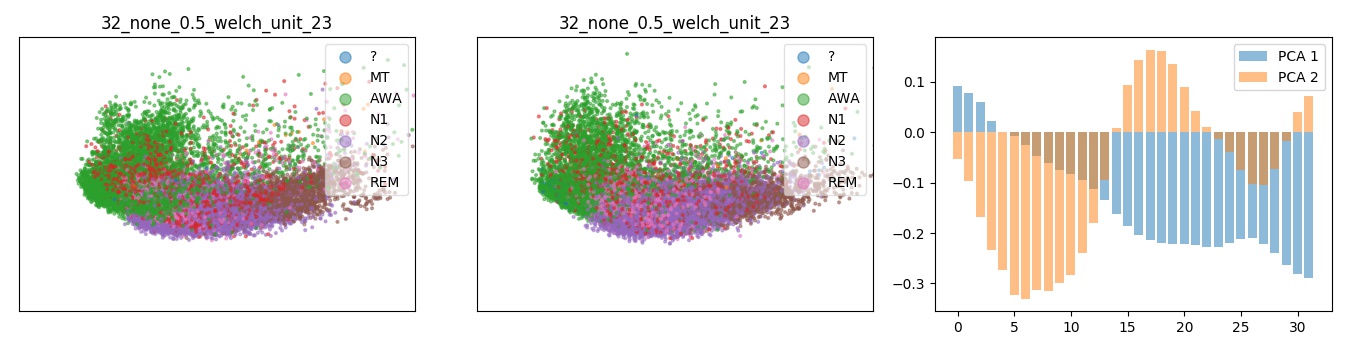 32_none_0.5_welch_unit_23
?
MT
AWA
N1
N2
N3
REM
32_none_0.5_welch_unit_23
?
MT
AWA
N1
N2
N3
REM
PCA 1
PCA 2
0.1
0.0
−0.1
−0.2
−0.3
0 5 10 15 20 25 30